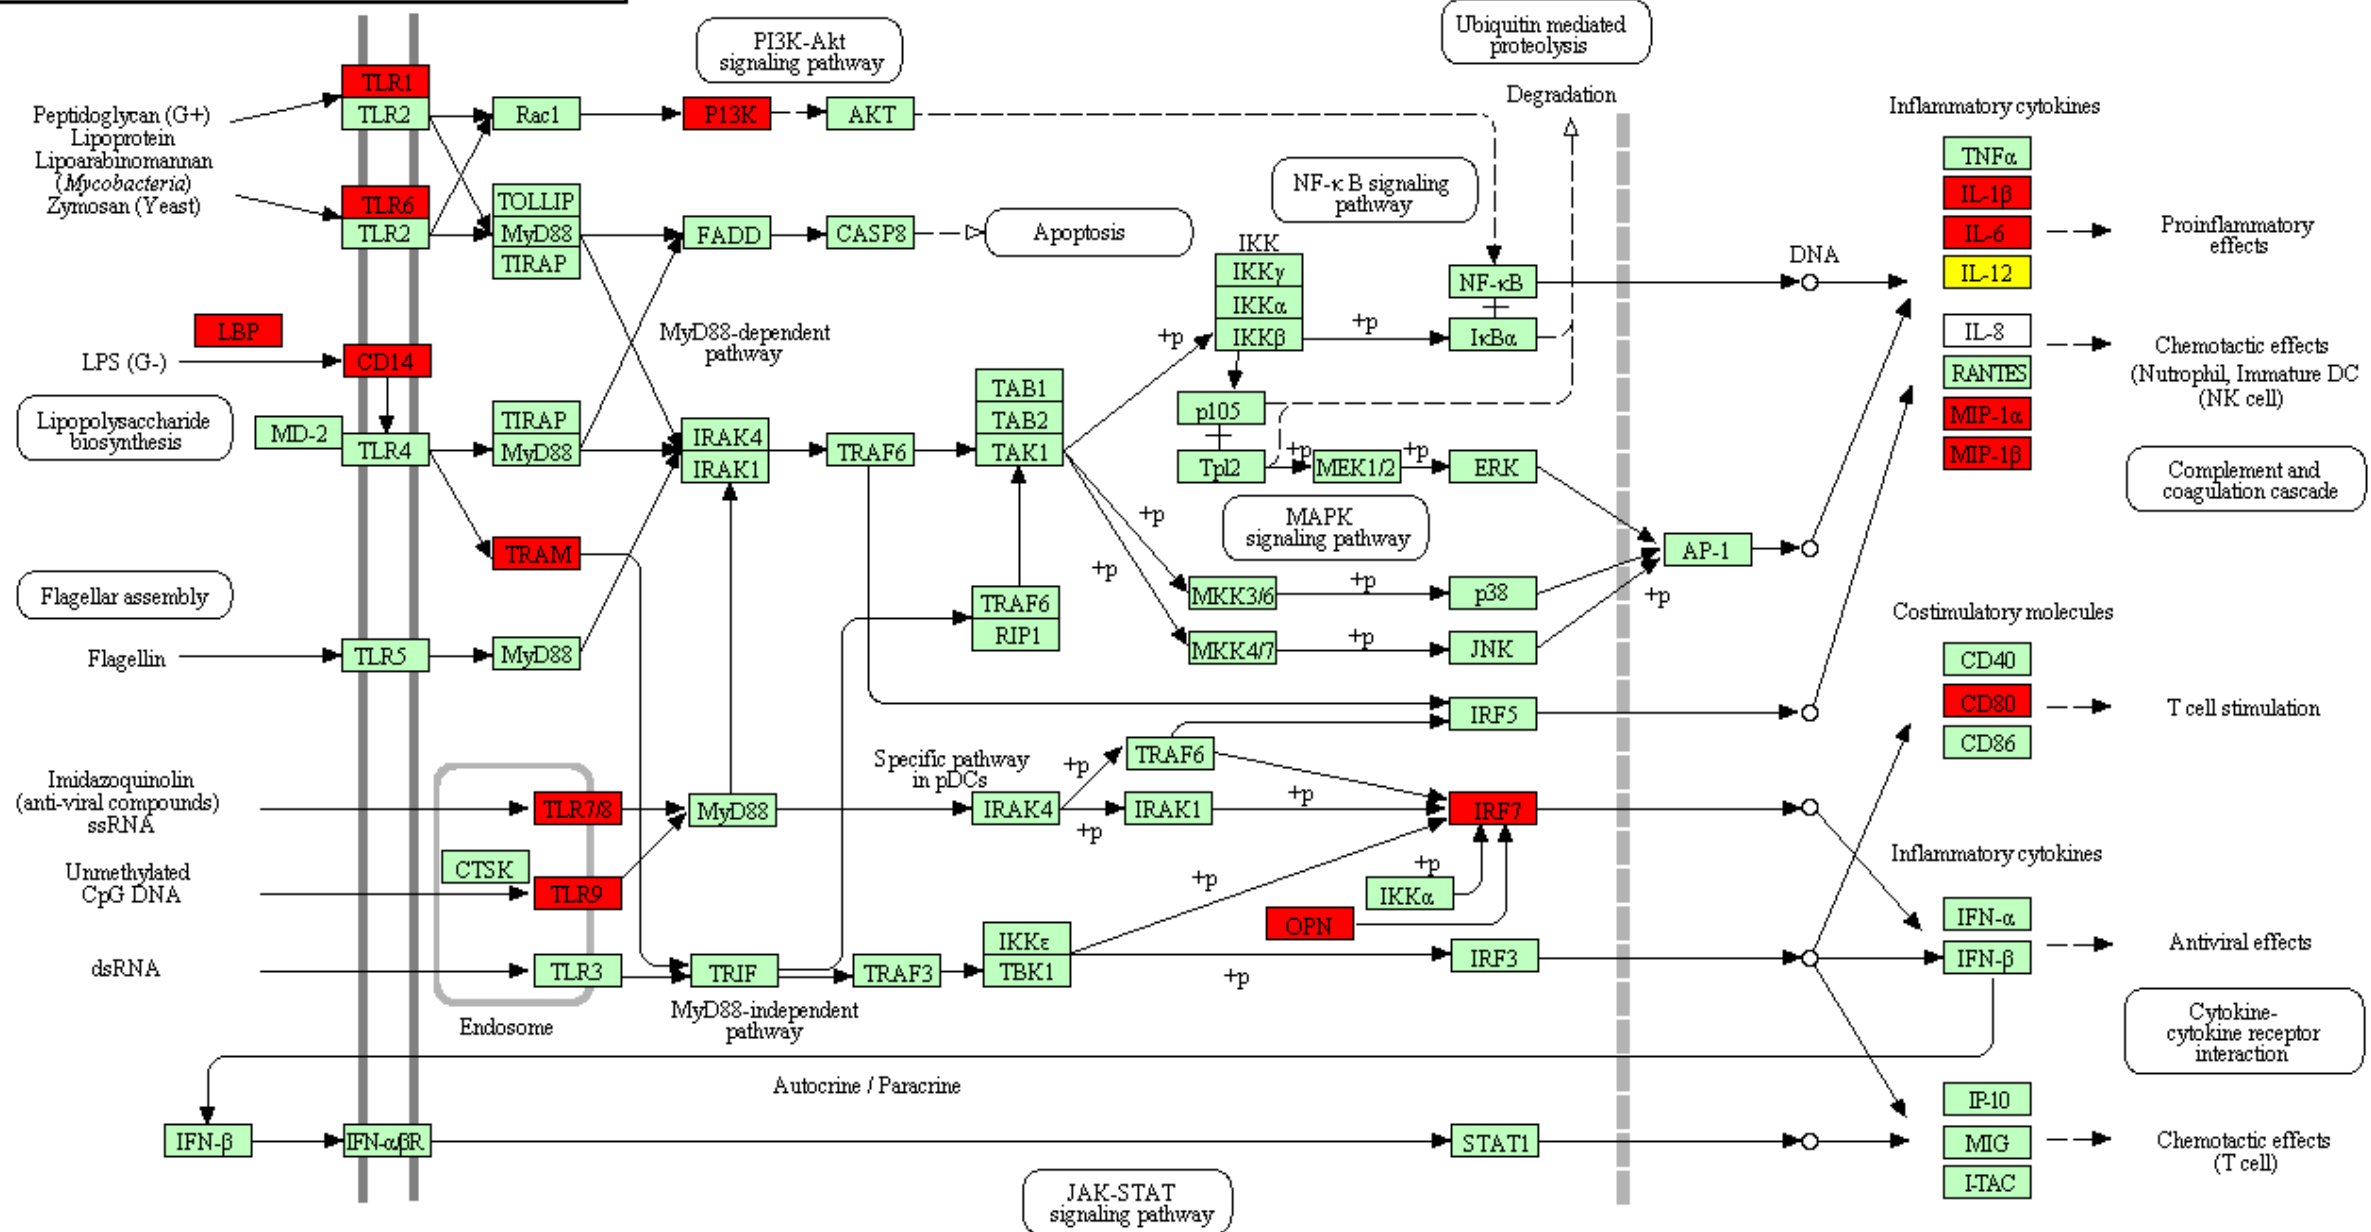 PI3K-Akt
signaling pathway
Ubiquitin mediated
proteolysis
Degradation
Inflammatory cytokines
TLR1
TLR2
Peptidoglycan (G+)
Lipoprotein
Lipoarabinomannan
(Mycobacteria)
Zymosan (Yeast)
Rac1
P13K
AKT
TNFα
IL-1β
IL-6
IL-12
Proinflammatory
effects
TLR6
TLR2
TOLLIP
MyD88
TIRAP
FADD
CASP8
Apoptosis
NF-κB signaling
pathway
IKK
IKKγ
IKKα
IKKβ
NF-κB
IκBα
+p
+p
DNA
LBP
LPS (G-)
CD14
MyD88-dependent
pathway
IL-8
RANTES
MIP-1α
MIP-1β
Chemotactic effects
(Nutrophil, Immature DC
(NK cell)
Lipopolysaccharide
biosynthesis
MD-2
TLR4
TIRAP
MyD88
IRAK4
IRAK1
TRAF6
TAB1
TAB2
TAK1
p105
Tpl2
+p
MEK1/2
+p
ERK
Complement and
coagulation cascade
MAPK
signaling pathway
+p
+p
TRAM
AP-1
Flagellar assembly
TRAF6
RIP1
MKK3/6
+p
p38
+p
MKK4/7
+p
JNK
Costimulatory molecules
CD40
CD80
CD86
T cell stimulation
Flagellin
TLR5
MyD88
IRF5
TRAF6
Specific pathway
in pDCs
+p
Imidazoquinolin
(anti-viral compounds)
ssRNA
TLR7/8
MyD88
IRAK4
+p
IRAK1
+p
IRF7
Unmethylated
CpG DNA
CTSK
TLR9
+p
+p
IKKα
OPN
Inflammatory cytokines
IFN-α
IFN-β
Antiviral effects
dsRNA
TLR3
TRIF
TRAF3
IKKε
TBK1
+p
IRF3
Endosome
MyD88-independent
pathway
Cytokine-
cytokine receptor
interaction
Autocrine / Paracrine
IFN-β
IFN-α/βR
STAT1
IP-10
MIG
I-TAC
Chemotactic effects
(T cell)
JAK-STAT
signaling pathway